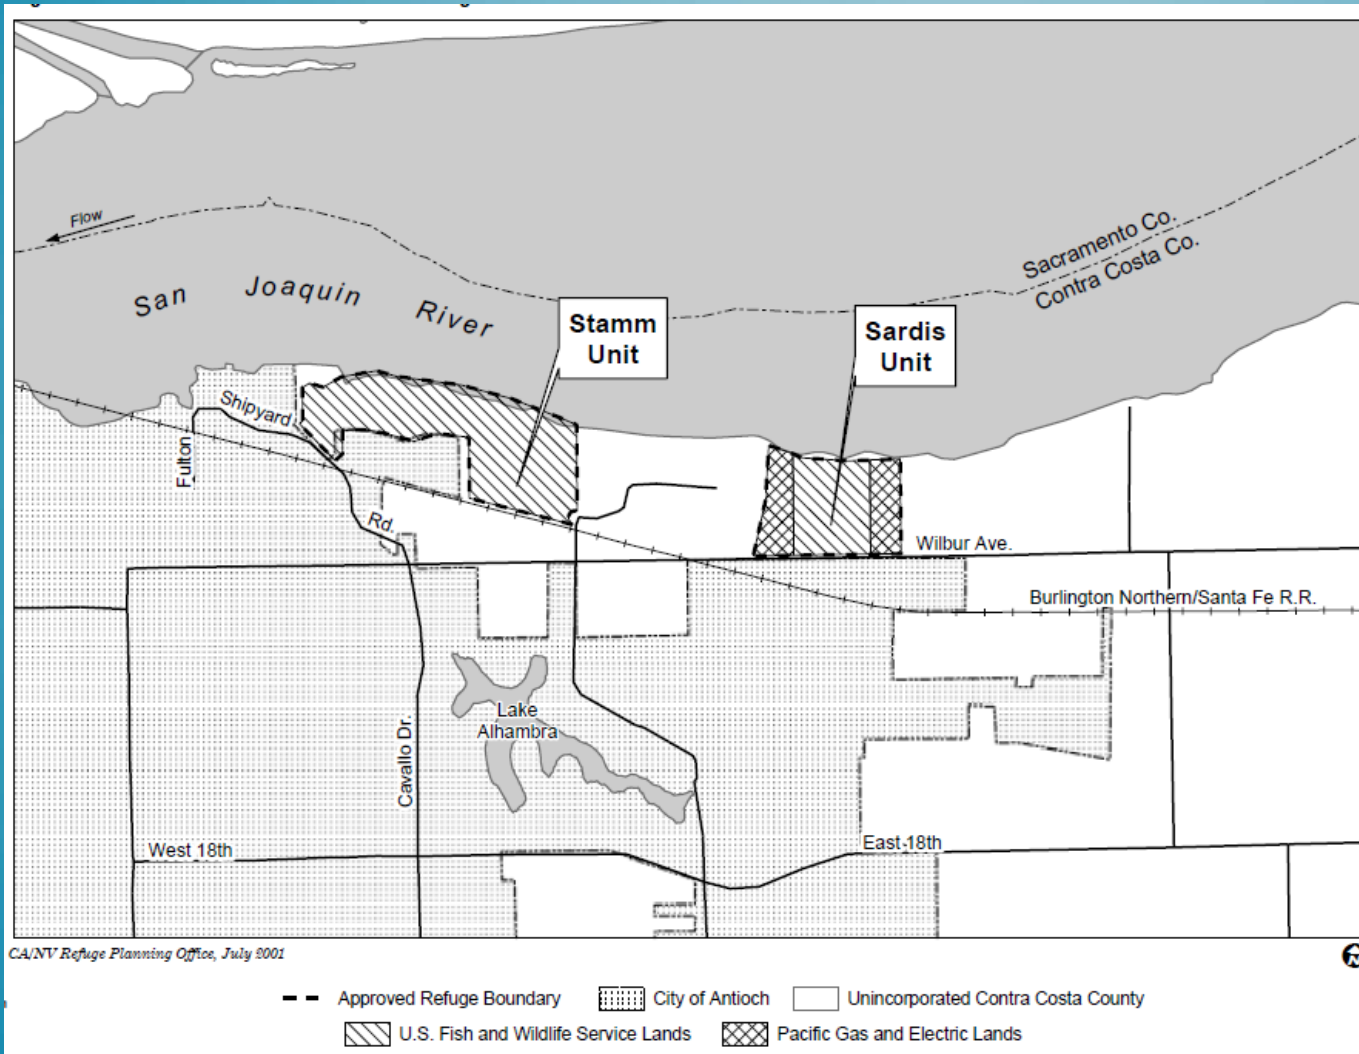 Flow
Sacramento Co.
Contra Costa Co.
San Joaquin River
Stamm
Unit
Sardis
Unit
Shipyard
Fulton
Rd.
Wilbur Ave.
Burlington Northern/Santa Fe R.R.
Lake
Alhambra
Cavallo Dr.
West 18th
East 18th
CA/NV Refuge Planning Office, July 2001
N
Approved Refuge Boundary
City of Antioch
Unincorporated Contra Costa County
U.S. Fish and Wildlife Service Lands
Pacific Gas and Electric Lands